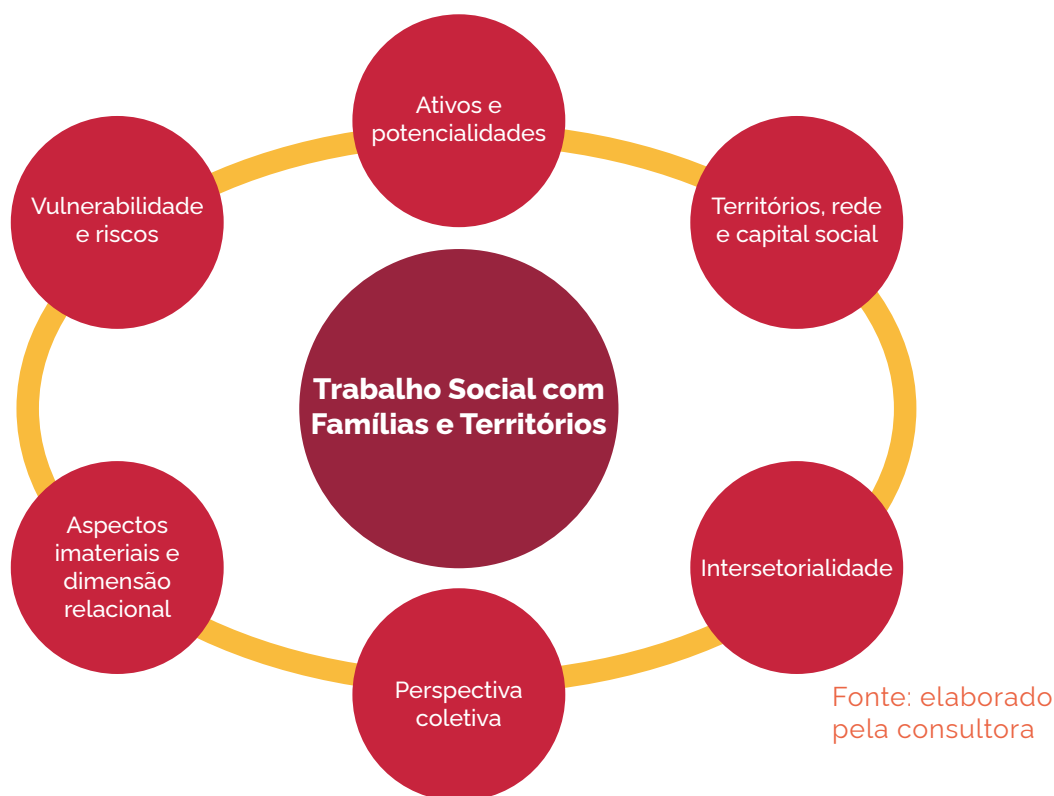 Ativos e
potencialidades
Vulnerabilidade
e riscos
Territórios, rede
e capital social
Trabalho Social com
Famílias e Territórios
Aspectos
imateriais e
dimensão
relacional
Intersetorialidade
Perspectiva
coletiva
Fonte: elaborado
pela consultora